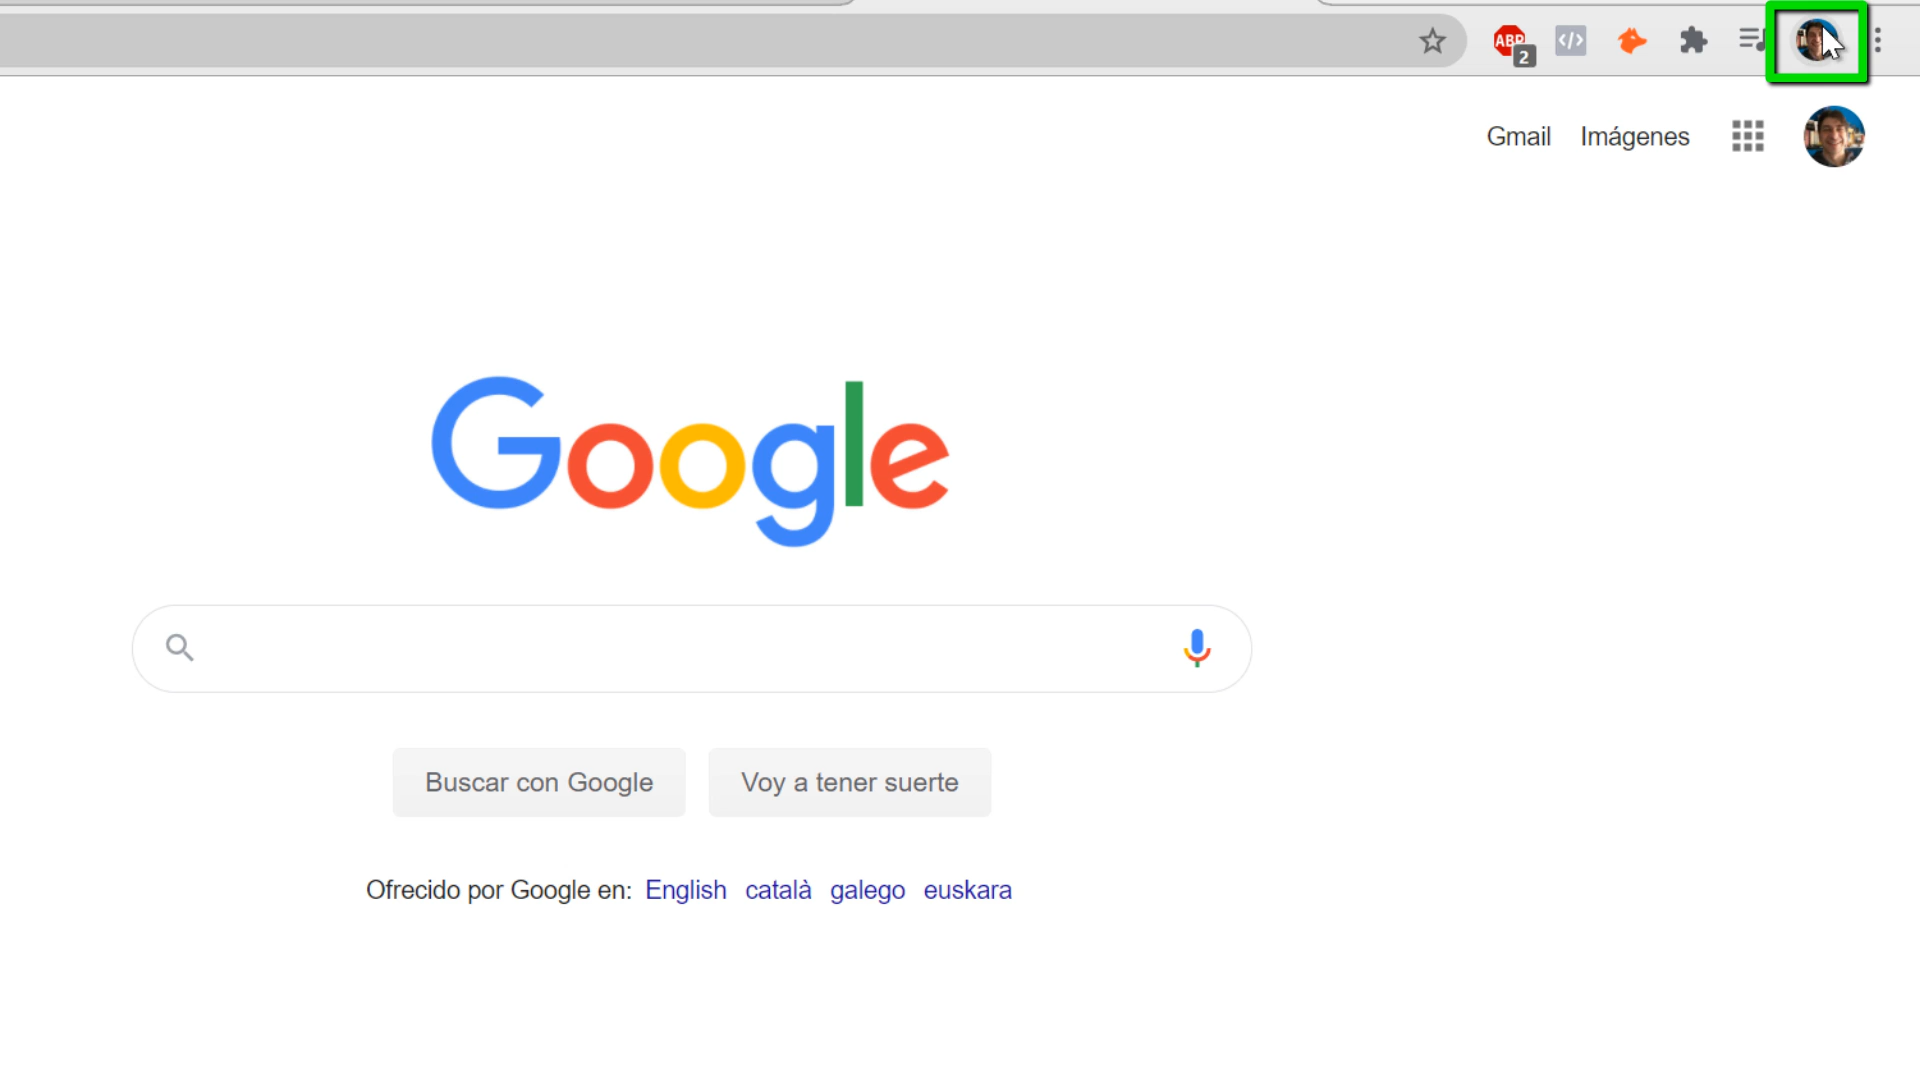 ABP
2
</>
Gmail Imágenes
Google
Buscar con Google Voy a tener suerte
Ofrecido por Google en: English català galego euskara